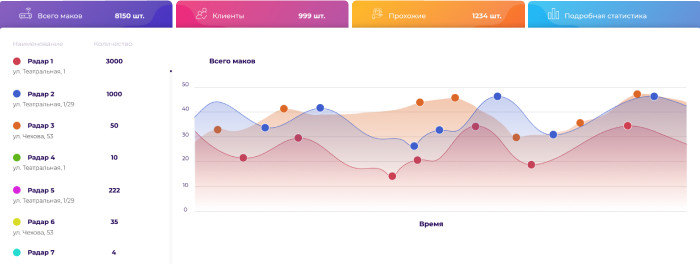 Всего маков 8150 шт.
Клиенты 999 шт.
Прохожие 1234 шт.
Подробная статистика
Наименование Количество
Радар 1 3000
ул. Театральная, 1
Радар 2 1000
ул. Театральная, 1/29
Радар 3 50
ул. Чехова, 53
Радар 4 10
ул. Театральная, 1
Радар 5 222
ул. Театральная, 1/29
Радар 6 35
ул. Чехова, 53
Радар 7 4
Всего маков
50
40
30
20
10
0
Время